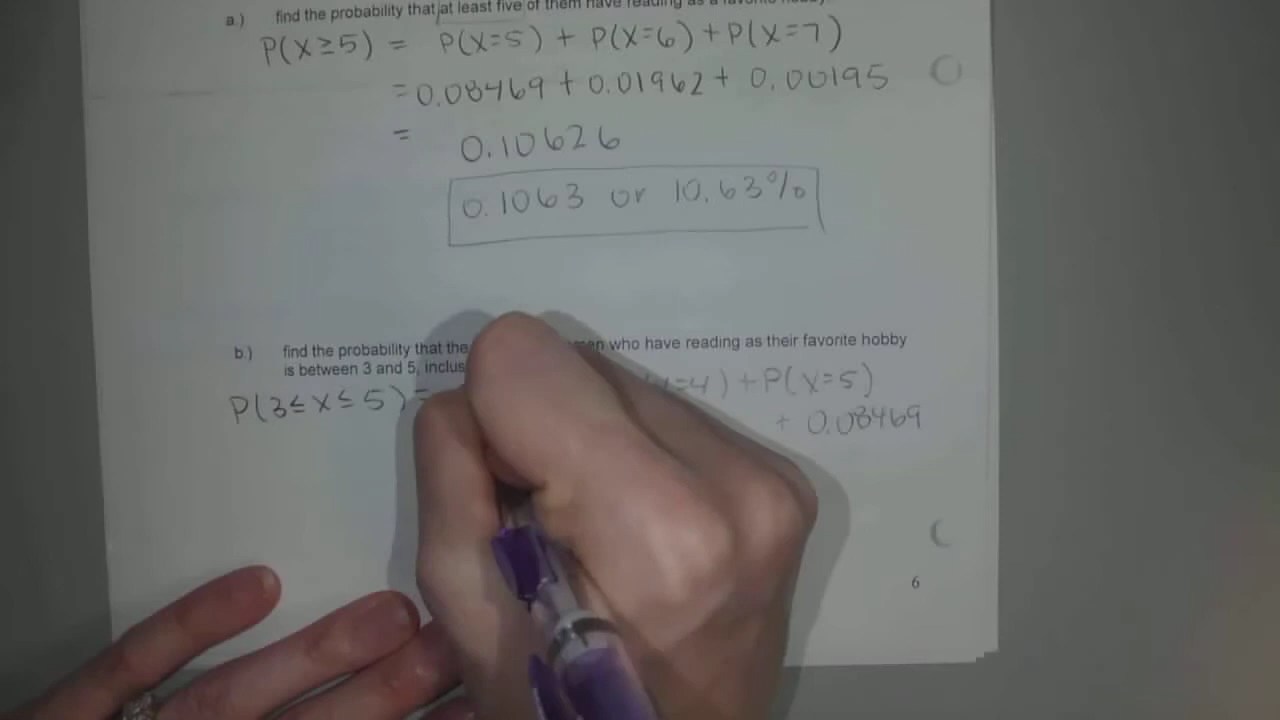 a.) find the probability that at least five of them have reading as a favorite hobby
P(X≥5) = P(X=5) + P(X=6) + P(X=7)
= 0.08469 + 0.01962 + 0.00195
= 0.10626
0.1063 or 10.63%
b.) find the probability that the who have reading as their favorite hobby
is between 3 and 5,
P(3≤X≤5) = X=4) + P(X=5)
+ 0.08469
6